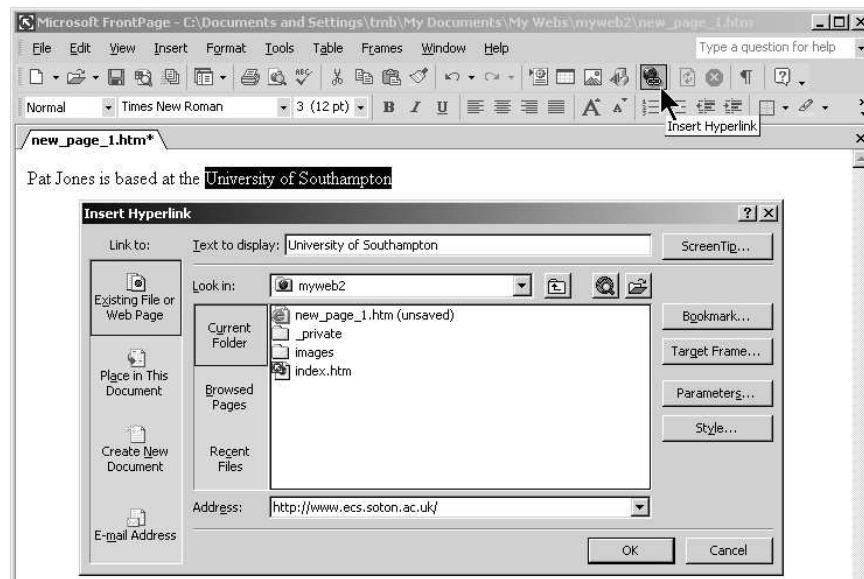 Microsoft FrontPage - C:\Documents and Settings\tmb\My Documents\My Webs\myweb2\new_page_1.htm
File Edit View Insert Format Tools Table Frames Window Help Type a question for help
Normal Times New Roman 3 (12 pt) B I U A A
Insert Hyperlink
new_page_1.htm*
Pat Jones is based at the University of Southampton
Insert Hyperlink
Link to: Text to display: University of Southampton ScreenTip...
Existing File or
Web Page
Look in: myweb2
Current
Folder
new_page_1.htm (unsaved)
_private
images
index.htm
Bookmark...
Target Frame...
Place in This
Document
Browsed
Pages
Parameters...
Style...
Create New
Document
Recent
Files
E-mail Address
Address: http://www.ecs.soton.ac.uk/
OK Cancel